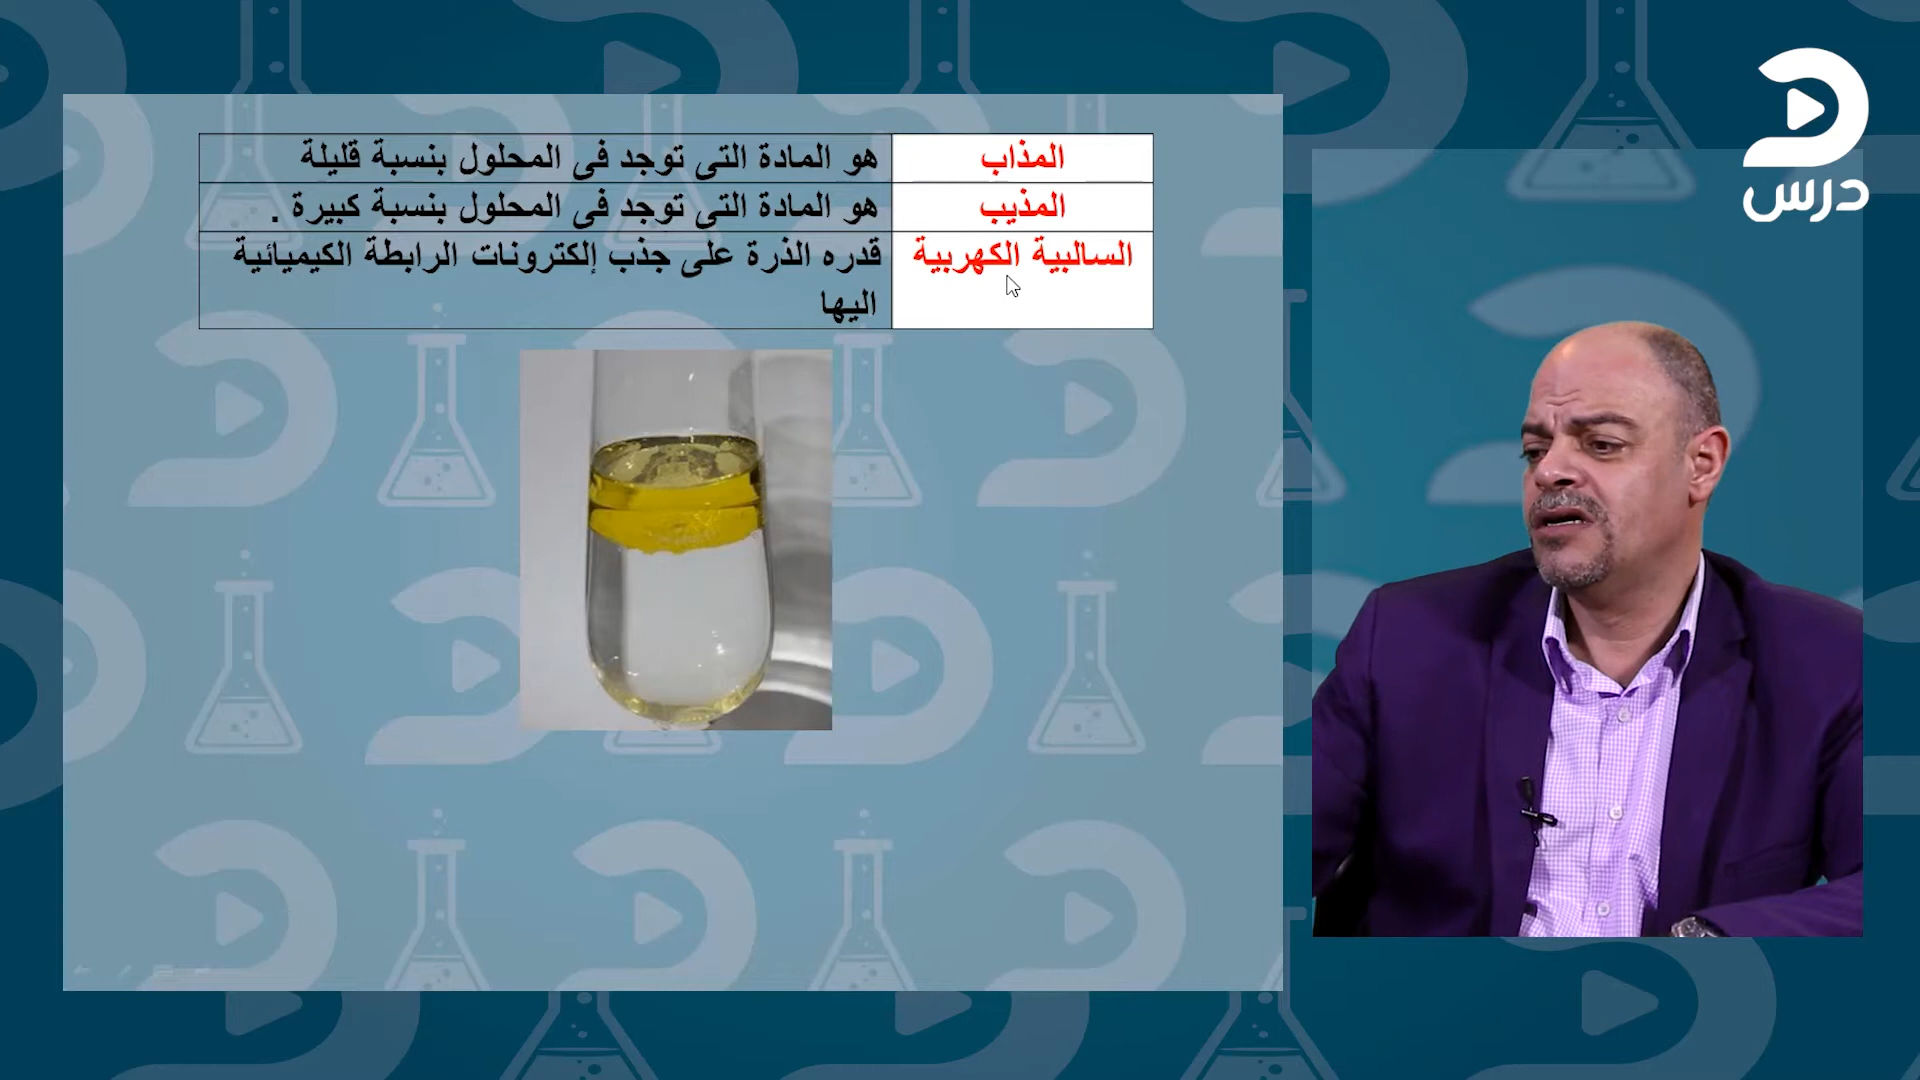 المذاب هو المادة التى توجد فى المحلول بنسبة قليلة
المذيب هو المادة التى توجد فى المحلول بنسبة كبيرة .
السالبية الكهربية قدره الذرة على جذب إلكترونات الرابطة الكيميائية
اليها
درس